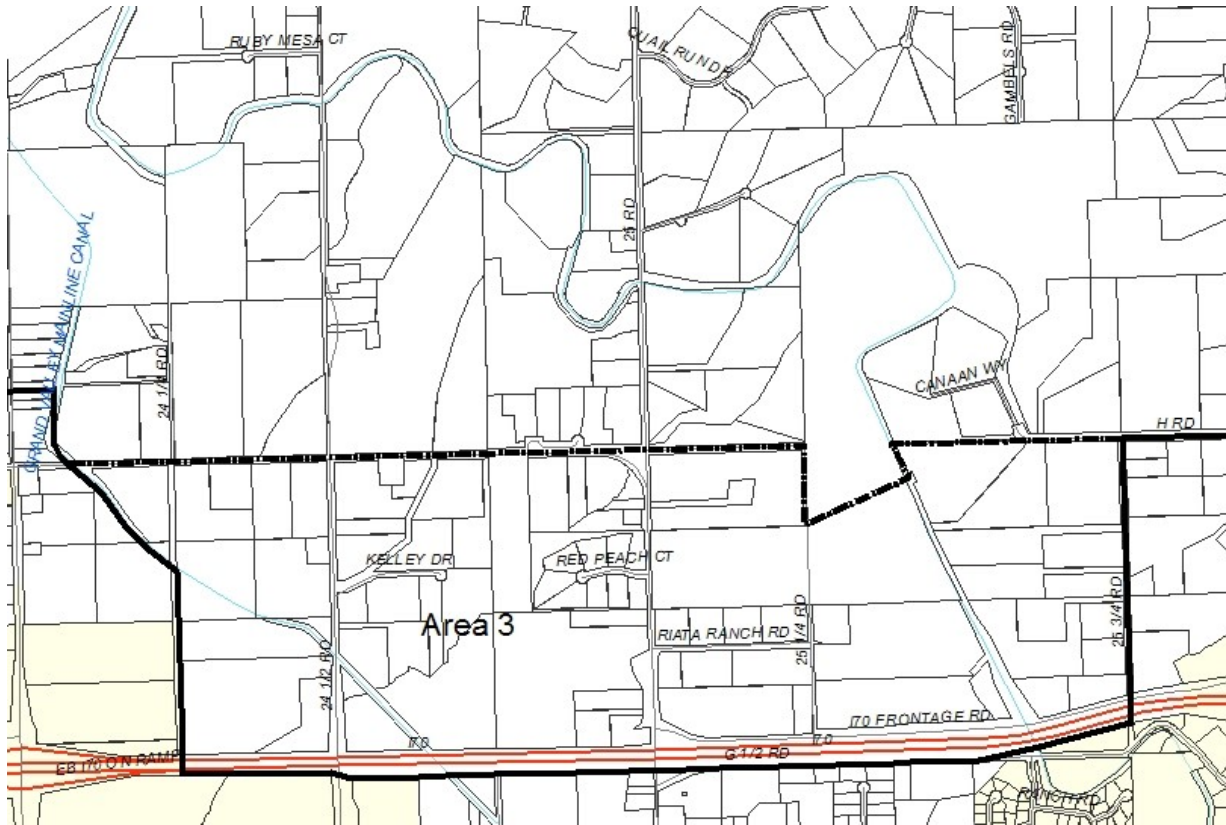 RUBY MESA CT
QUAIL RUN DR
GAMBELS RD
25 RD
GRAND VALLEY MAINLINE CANAL
24 1/4 RD
CANAAN WY
H RD
KELLEY DR
RED PEACH CT
Area 3
RIATA RANCH RD
25 1/4 RD
25 3/4 RD
24 1/2 RD
I70 FRONTAGE RD
I70
I70
G 1/2 RD
EB I70 ON RAMP
RANCH RD